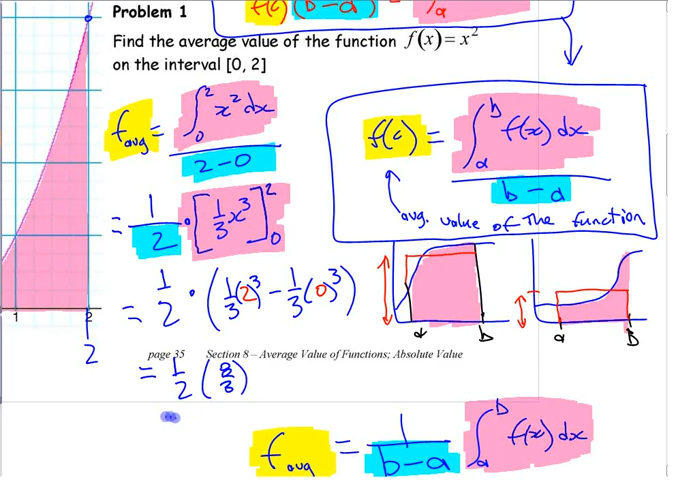 f(c) (b-a) = ∫a
Problem 1
Find the average value of the function f(x) = x²
on the interval [0, 2]
f avg = ∫₀² x² dx / 2-0
= 1/2 • [1/3 x³]₀²
= 1/2 • (1/3(2)³ - 1/3(0)³)
= 1/2 (8/3)
f(c) = ∫ₐᵇ f(x) dx / b-a
avg. value of the function
a b
a b
1 2
2
page 35 Section 8 – Average Value of Functions; Absolute Value
f avg = 1/b-a ∫ₐᵇ f(x) dx